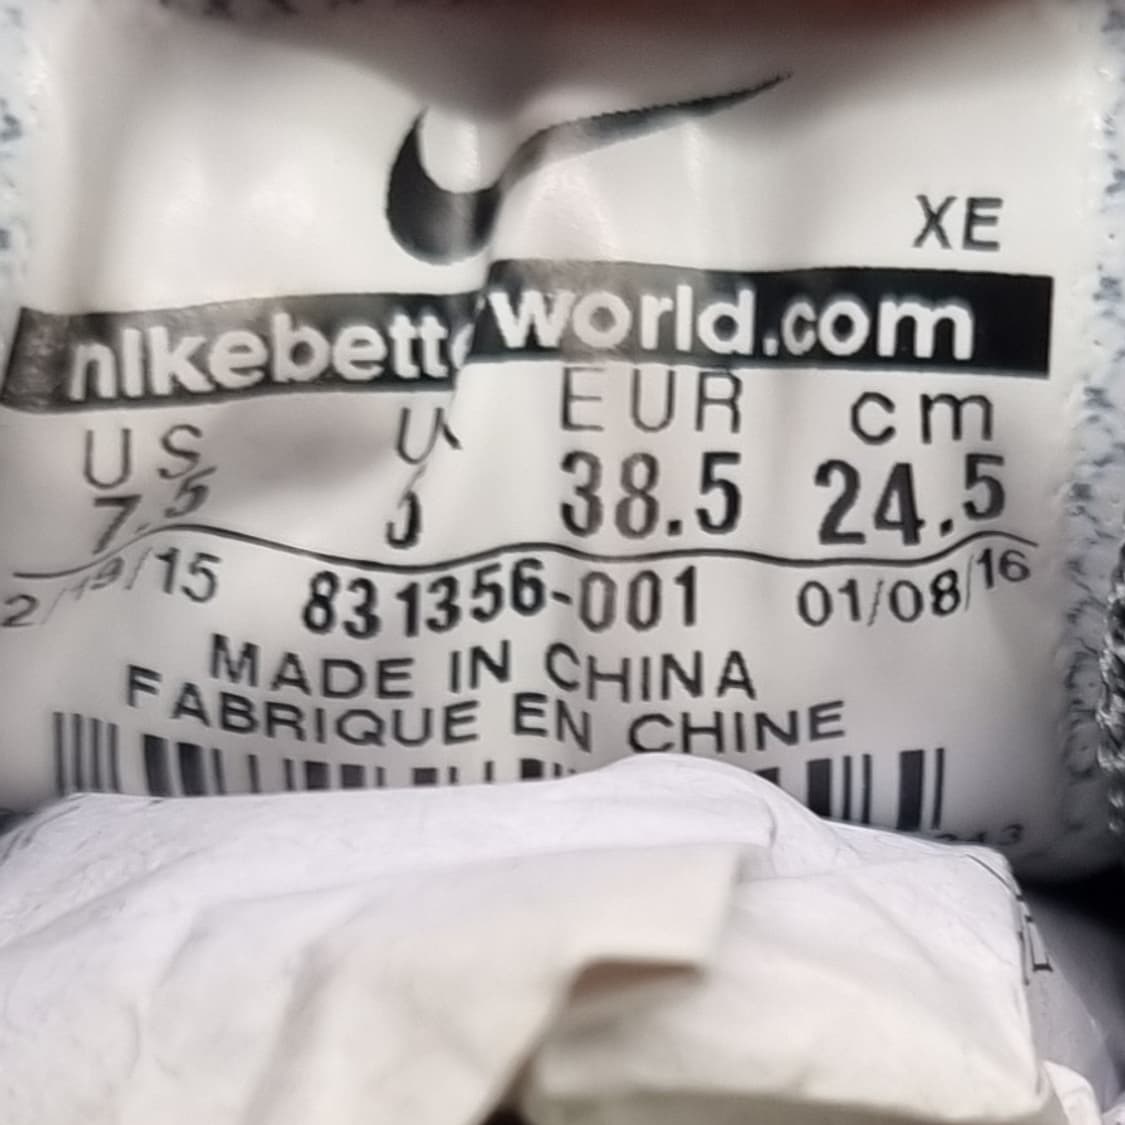 XE
nikebett world.com
US U EUR cm
7.5 38.5 24.5
/15 831356-001 01/08/16
MADE IN CHINA
FABRIQUE EN CHINE